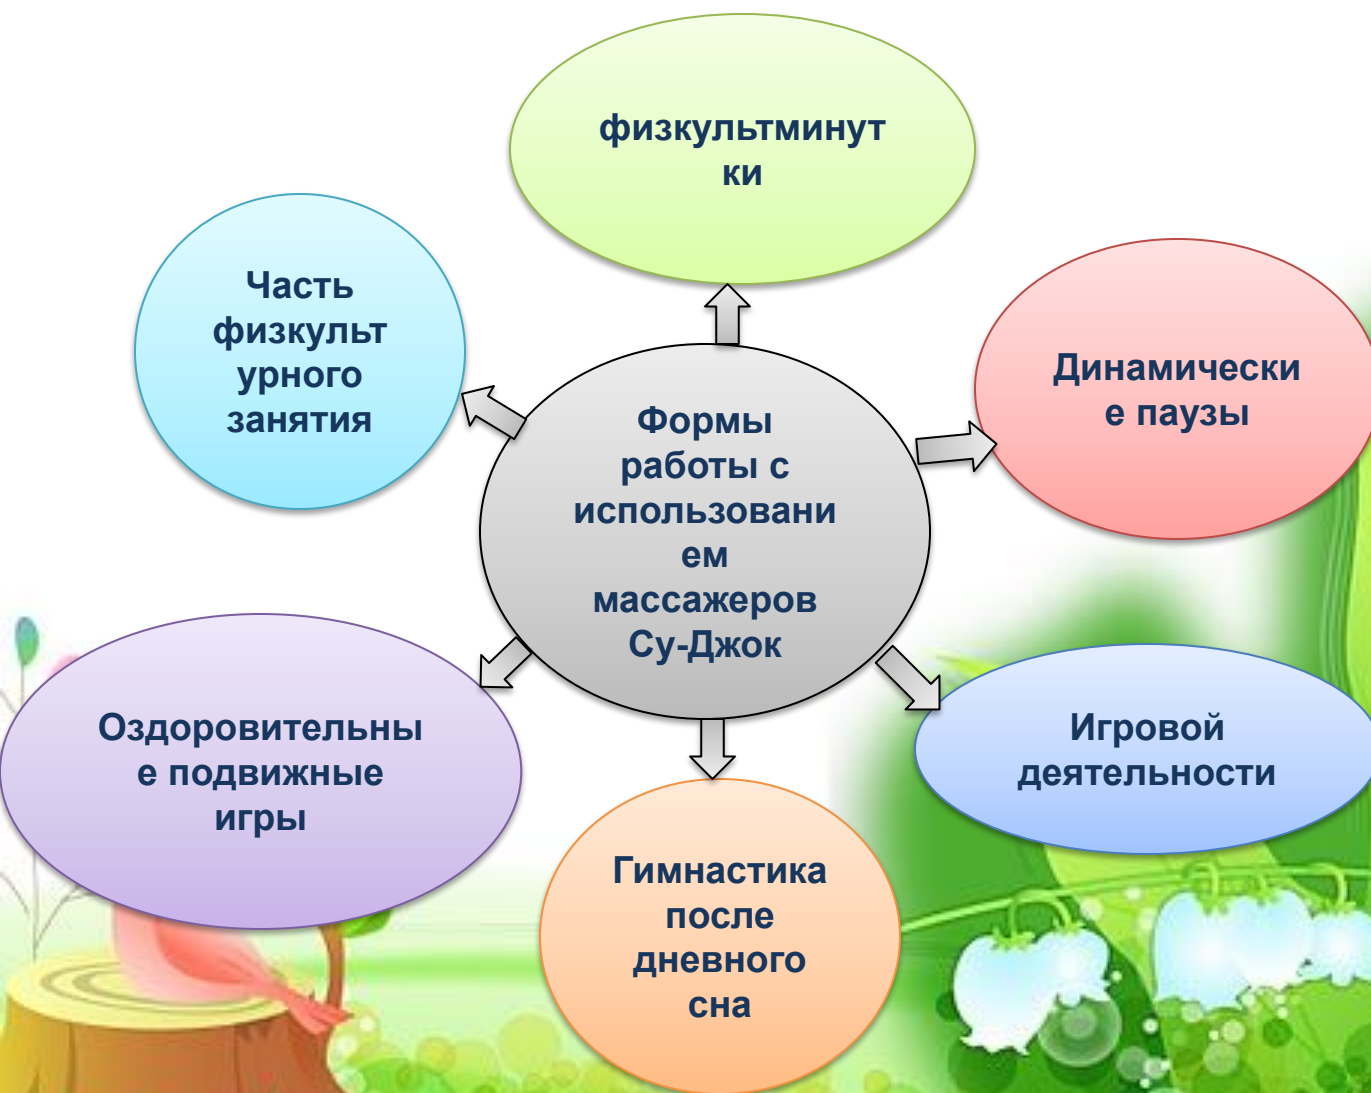 физкультминут
ки
Часть
физкульт
урного
занятия
Динамически
е паузы
Формы
работы с
использовани
ем
массажеров
Су-Джок
Оздоровительны
е подвижные
игры
Игровой
деятельности
Гимнастика
после
дневного
сна